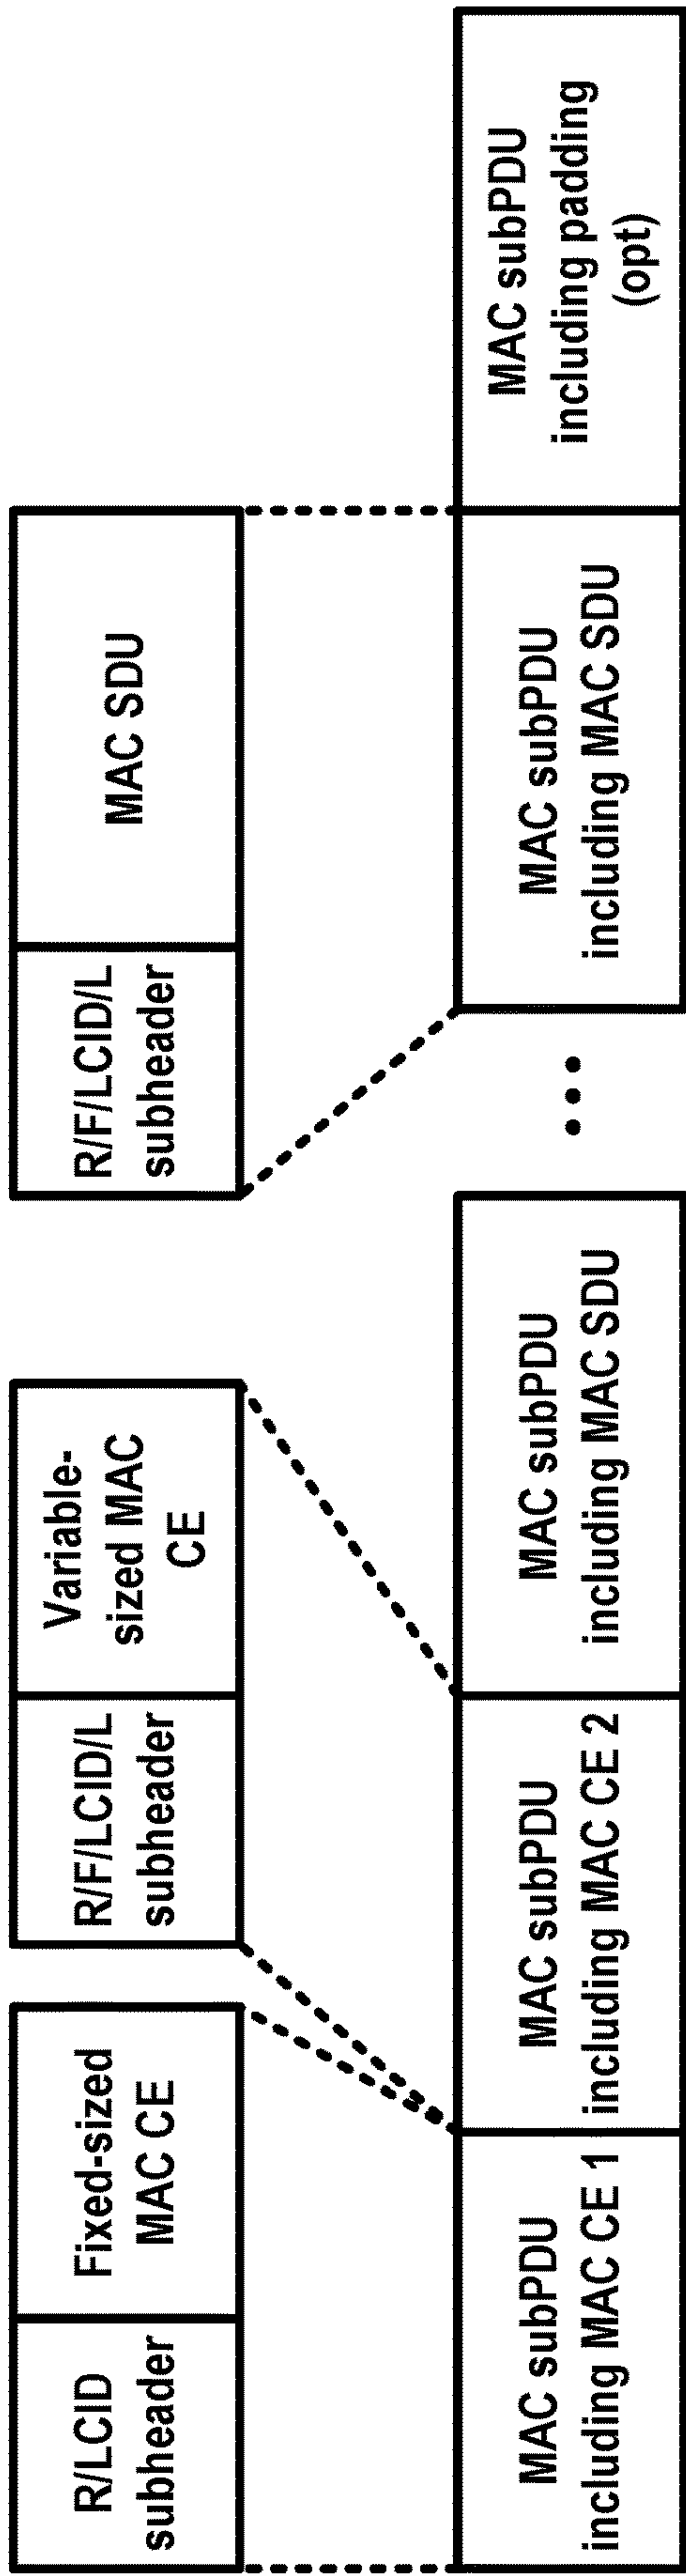 R/LCID
subheader
Fixed-sized
MAC CE
R/F/LCID/L
subheader
Variable-
sized MAC
CE
R/F/LCID/L
subheader
MAC SDU
MAC subPDU
including MAC CE 1
MAC subPDU
including MAC CE 2
MAC subPDU
including MAC SDU
...
MAC subPDU
including MAC SDU
MAC subPDU
including padding
(opt)